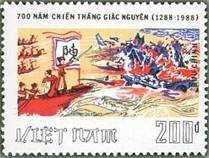 700 NĂM CHIẾN THẮNG GIẶC NGUYÊN (1288-1988)
VIỆT NAM
200đ